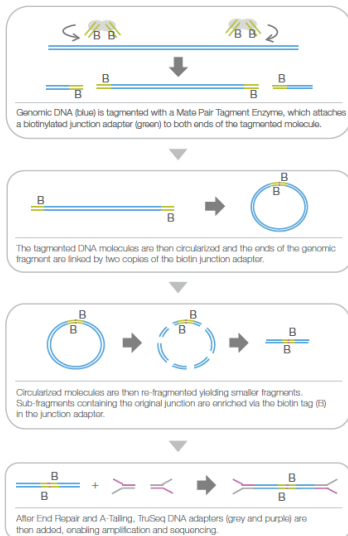 B B B B
B B
B B
Genomic DNA (blue) is tagmented with a Mate Pair Tagment Enzyme, which attaches
a biotinylated junction adapter (green) to both ends of the tagmented molecule.
B B
B B
The tagmented DNA molecules are then circularized and the ends of the genomic
fragment are linked by two copies of the biotin junction adapter.
B B B
B B B
Circularized molecules are then re-fragmented yielding smaller fragments.
Sub-fragments containing the original junction are enriched via the biotin tag (B)
in the junction adapter.
B + B
B B
After End Repair and A-Tailing, TruSeq DNA adapters (grey and purple) are
then added, enabling amplification and sequencing.